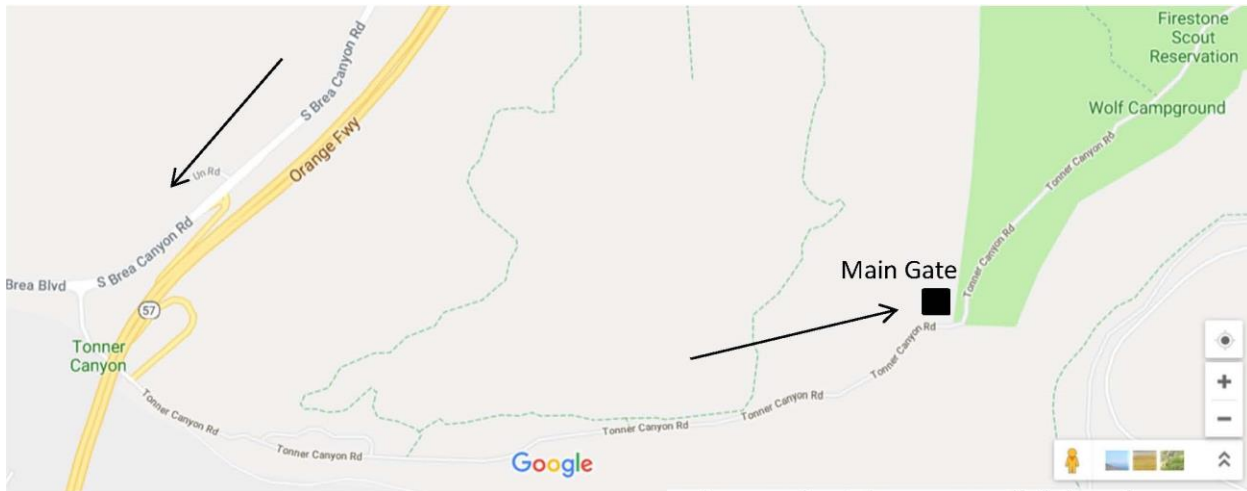 Firestone
Scout
Reservation
S Brea Canyon Rd
Wolf Campground
Orange Fwy
Tonner Canyon Rd
Un Rd
S Brea Canyon Rd
Tonner Canyon Rd
Main Gate
Brea Blvd
57
Tonner Canyon Rd
Tonner
Canyon
Tonner Canyon Rd
Tonner Canyon Rd
Tonner Canyon Rd
Tonner Canyon Rd
Tonner Canyon Rd
Google